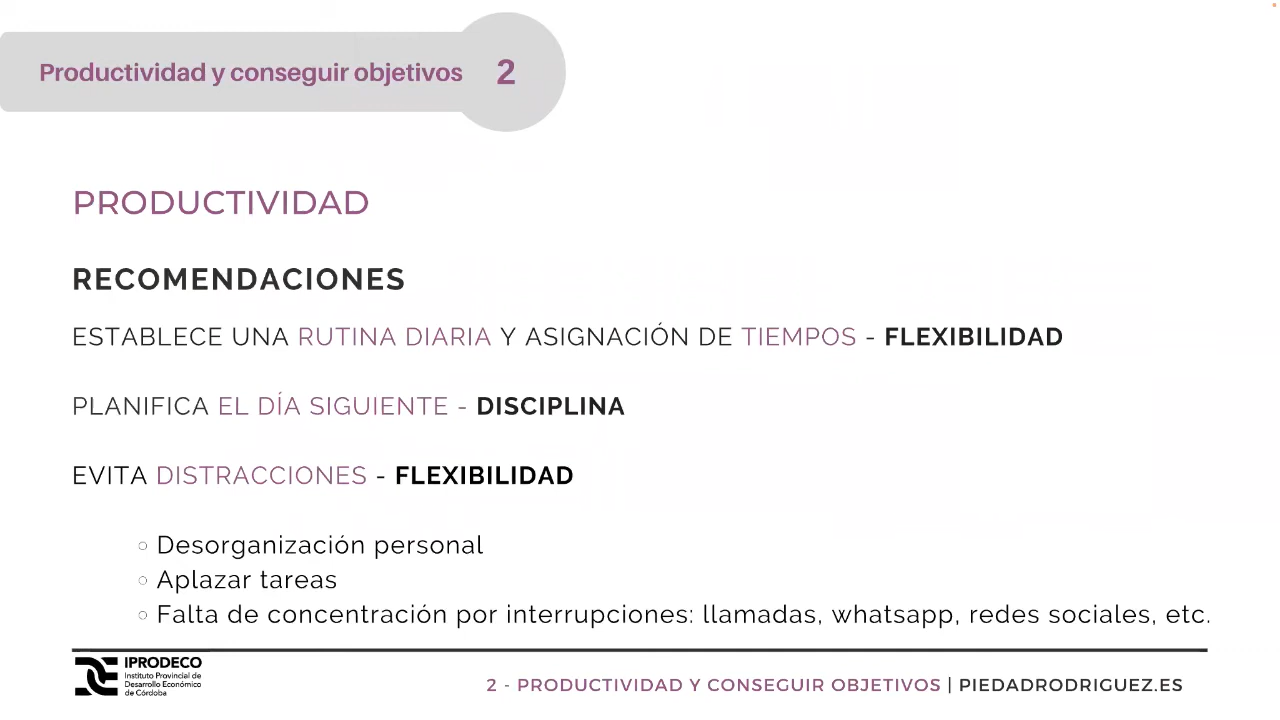 Productividad y conseguir objetivos 2
PRODUCTIVIDAD
RECOMENDACIONES
ESTABLECE UNA RUTINA DIARIA Y ASIGNACIÓN DE TIEMPOS - FLEXIBILIDAD
PLANIFICA EL DÍA SIGUIENTE - DISCIPLINA
EVITA DISTRACCIONES - FLEXIBILIDAD
Desorganización personal
Aplazar tareas
Falta de concentración por interrupciones: llamadas, whatsapp, redes sociales, etc.
IPRODECO
Instituto Provincial de
Desarrollo Económico
de Córdoba
2 - PRODUCTIVIDAD Y CONSEGUIR OBJETIVOS | PIEDADRODRIGUEZ.ES